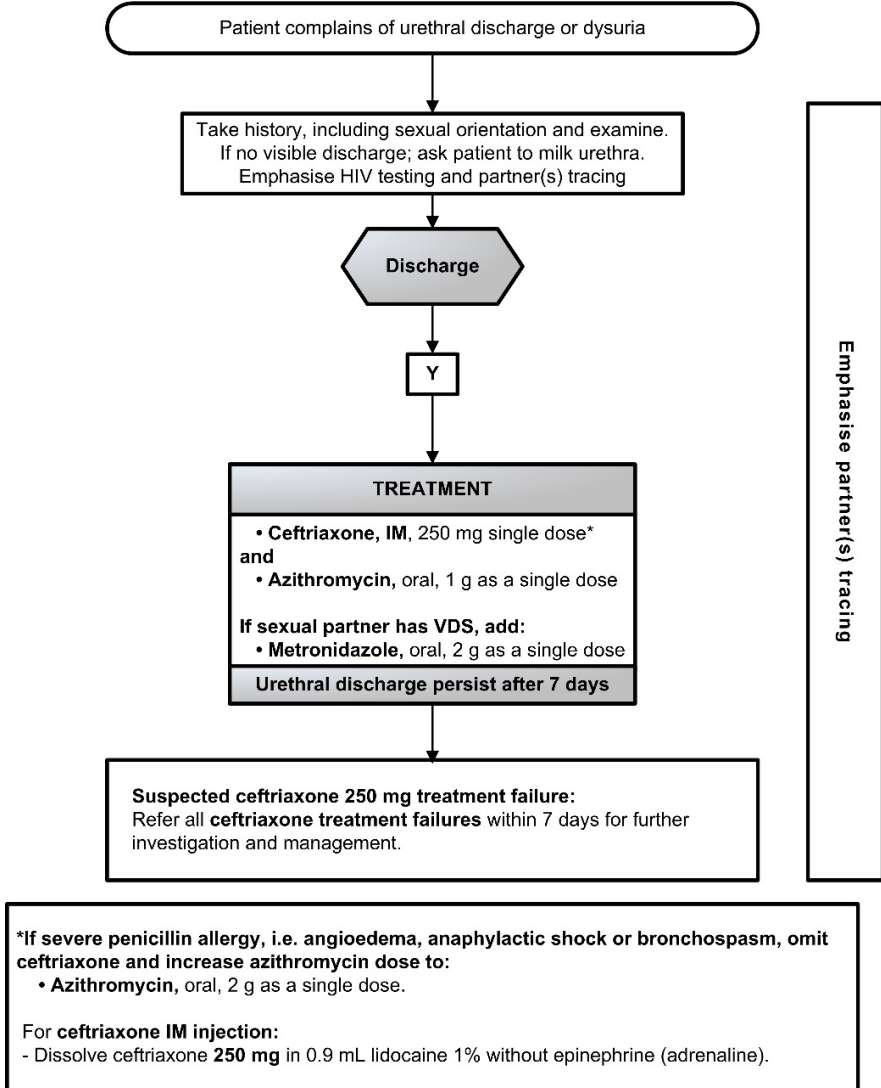 Patient complains of urethral discharge or dysuria
Take history, including sexual orientation and examine.
If no visible discharge; ask patient to milk urethra.
Emphasise HIV testing and partner(s) tracing
Discharge
Y
TREATMENT
• Ceftriaxone, IM, 250 mg single dose*
and
• Azithromycin, oral, 1 g as a single dose
If sexual partner has VDS, add:
• Metronidazole, oral, 2 g as a single dose
Urethral discharge persist after 7 days
Suspected ceftriaxone 250 mg treatment failure:
Refer all ceftriaxone treatment failures within 7 days for further
investigation and management.
Emphasise partner(s) tracing
*If severe penicillin allergy, i.e. angioedema, anaphylactic shock or bronchospasm, omit
ceftriaxone and increase azithromycin dose to:
• Azithromycin, oral, 2 g as a single dose.
For ceftriaxone IM injection:
- Dissolve ceftriaxone 250 mg in 0.9 mL lidocaine 1% without epinephrine (adrenaline).